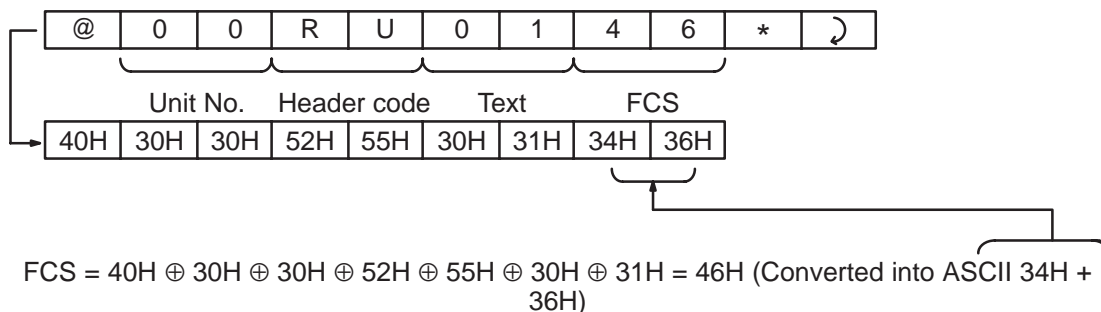 @ 0 0 R U 0 1 4 6 *
Unit No. Header code Text FCS
40H 30H 30H 52H 55H 30H 31H 34H 36H
FCS = 40H ⊕ 30H ⊕ 30H ⊕ 52H ⊕ 55H ⊕ 30H ⊕ 31H = 46H (Converted into ASCII 34H +
36H)